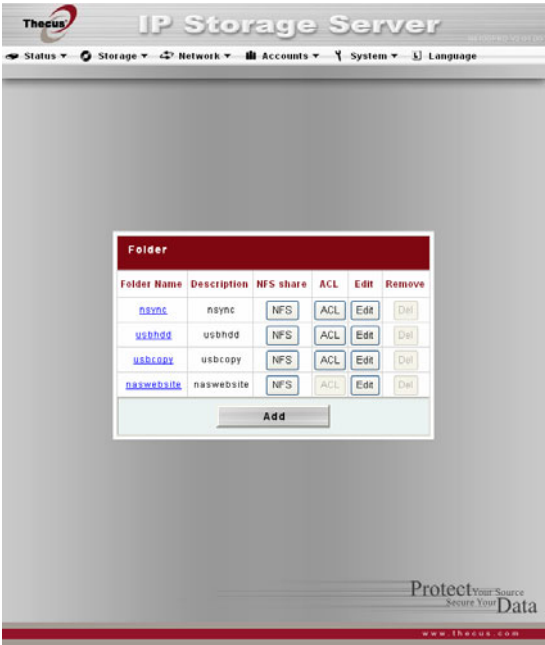 Thecus
IP Storage Server
Status Storage Network Accounts System Language
Folder
Folder Name Description NFS share ACL Edit Remove
nsync nsync NFS ACL Edit Del
usbhdd usbhdd NFS ACL Edit Del
usbcopy usbcopy NFS ACL Edit Del
naswebsite naswebsite NFS ACL Edit Del
Add
Protect Your Source
Secure Your Data
www.thecus.com